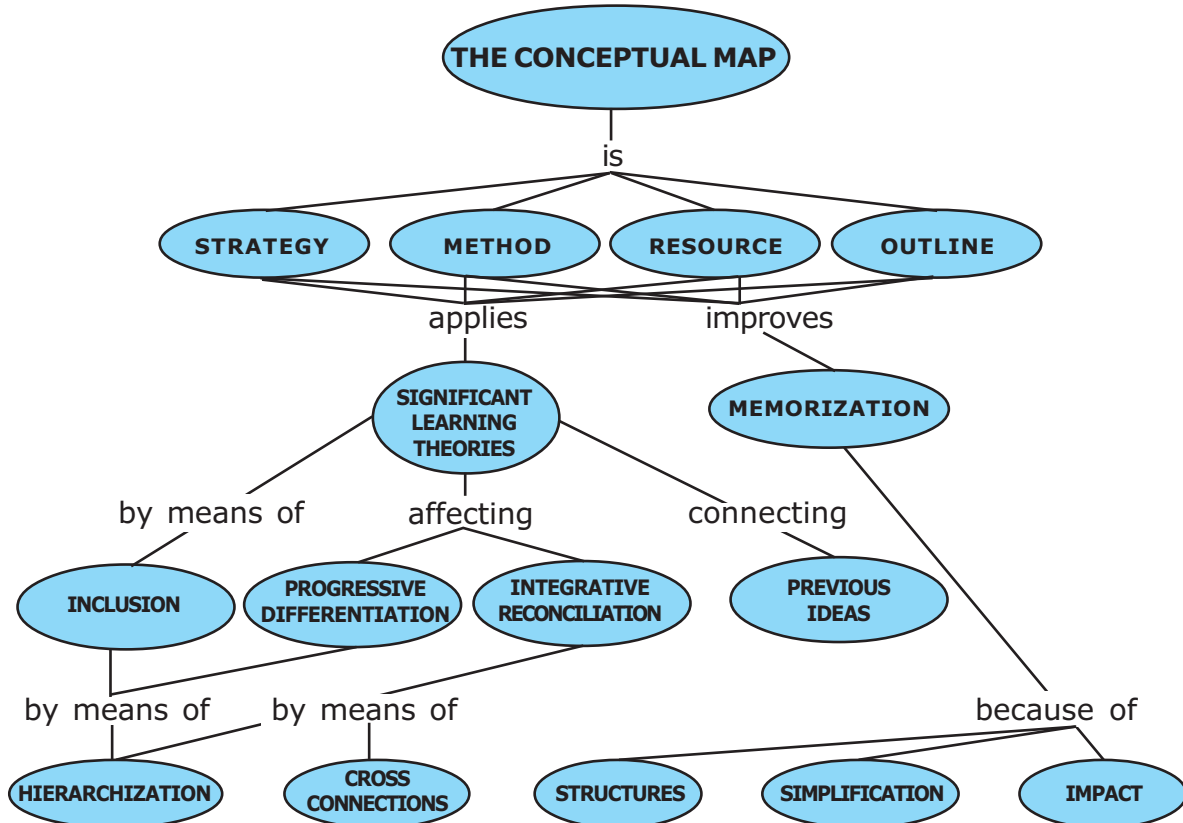 THE CONCEPTUAL MAP
is
STRATEGY
METHOD
RESOURCE
OUTLINE
applies
improves
SIGNIFICANT
LEARNING
THEORIES
MEMORIZATION
by means of
affecting
connecting
INCLUSION
PROGRESSIVE
DIFFERENTIATION
INTEGRATIVE
RECONCILIATION
PREVIOUS
IDEAS
by means of
by means of
because of
HIERARCHIZATION
CROSS
CONNECTIONS
STRUCTURES
SIMPLIFICATION
IMPACT